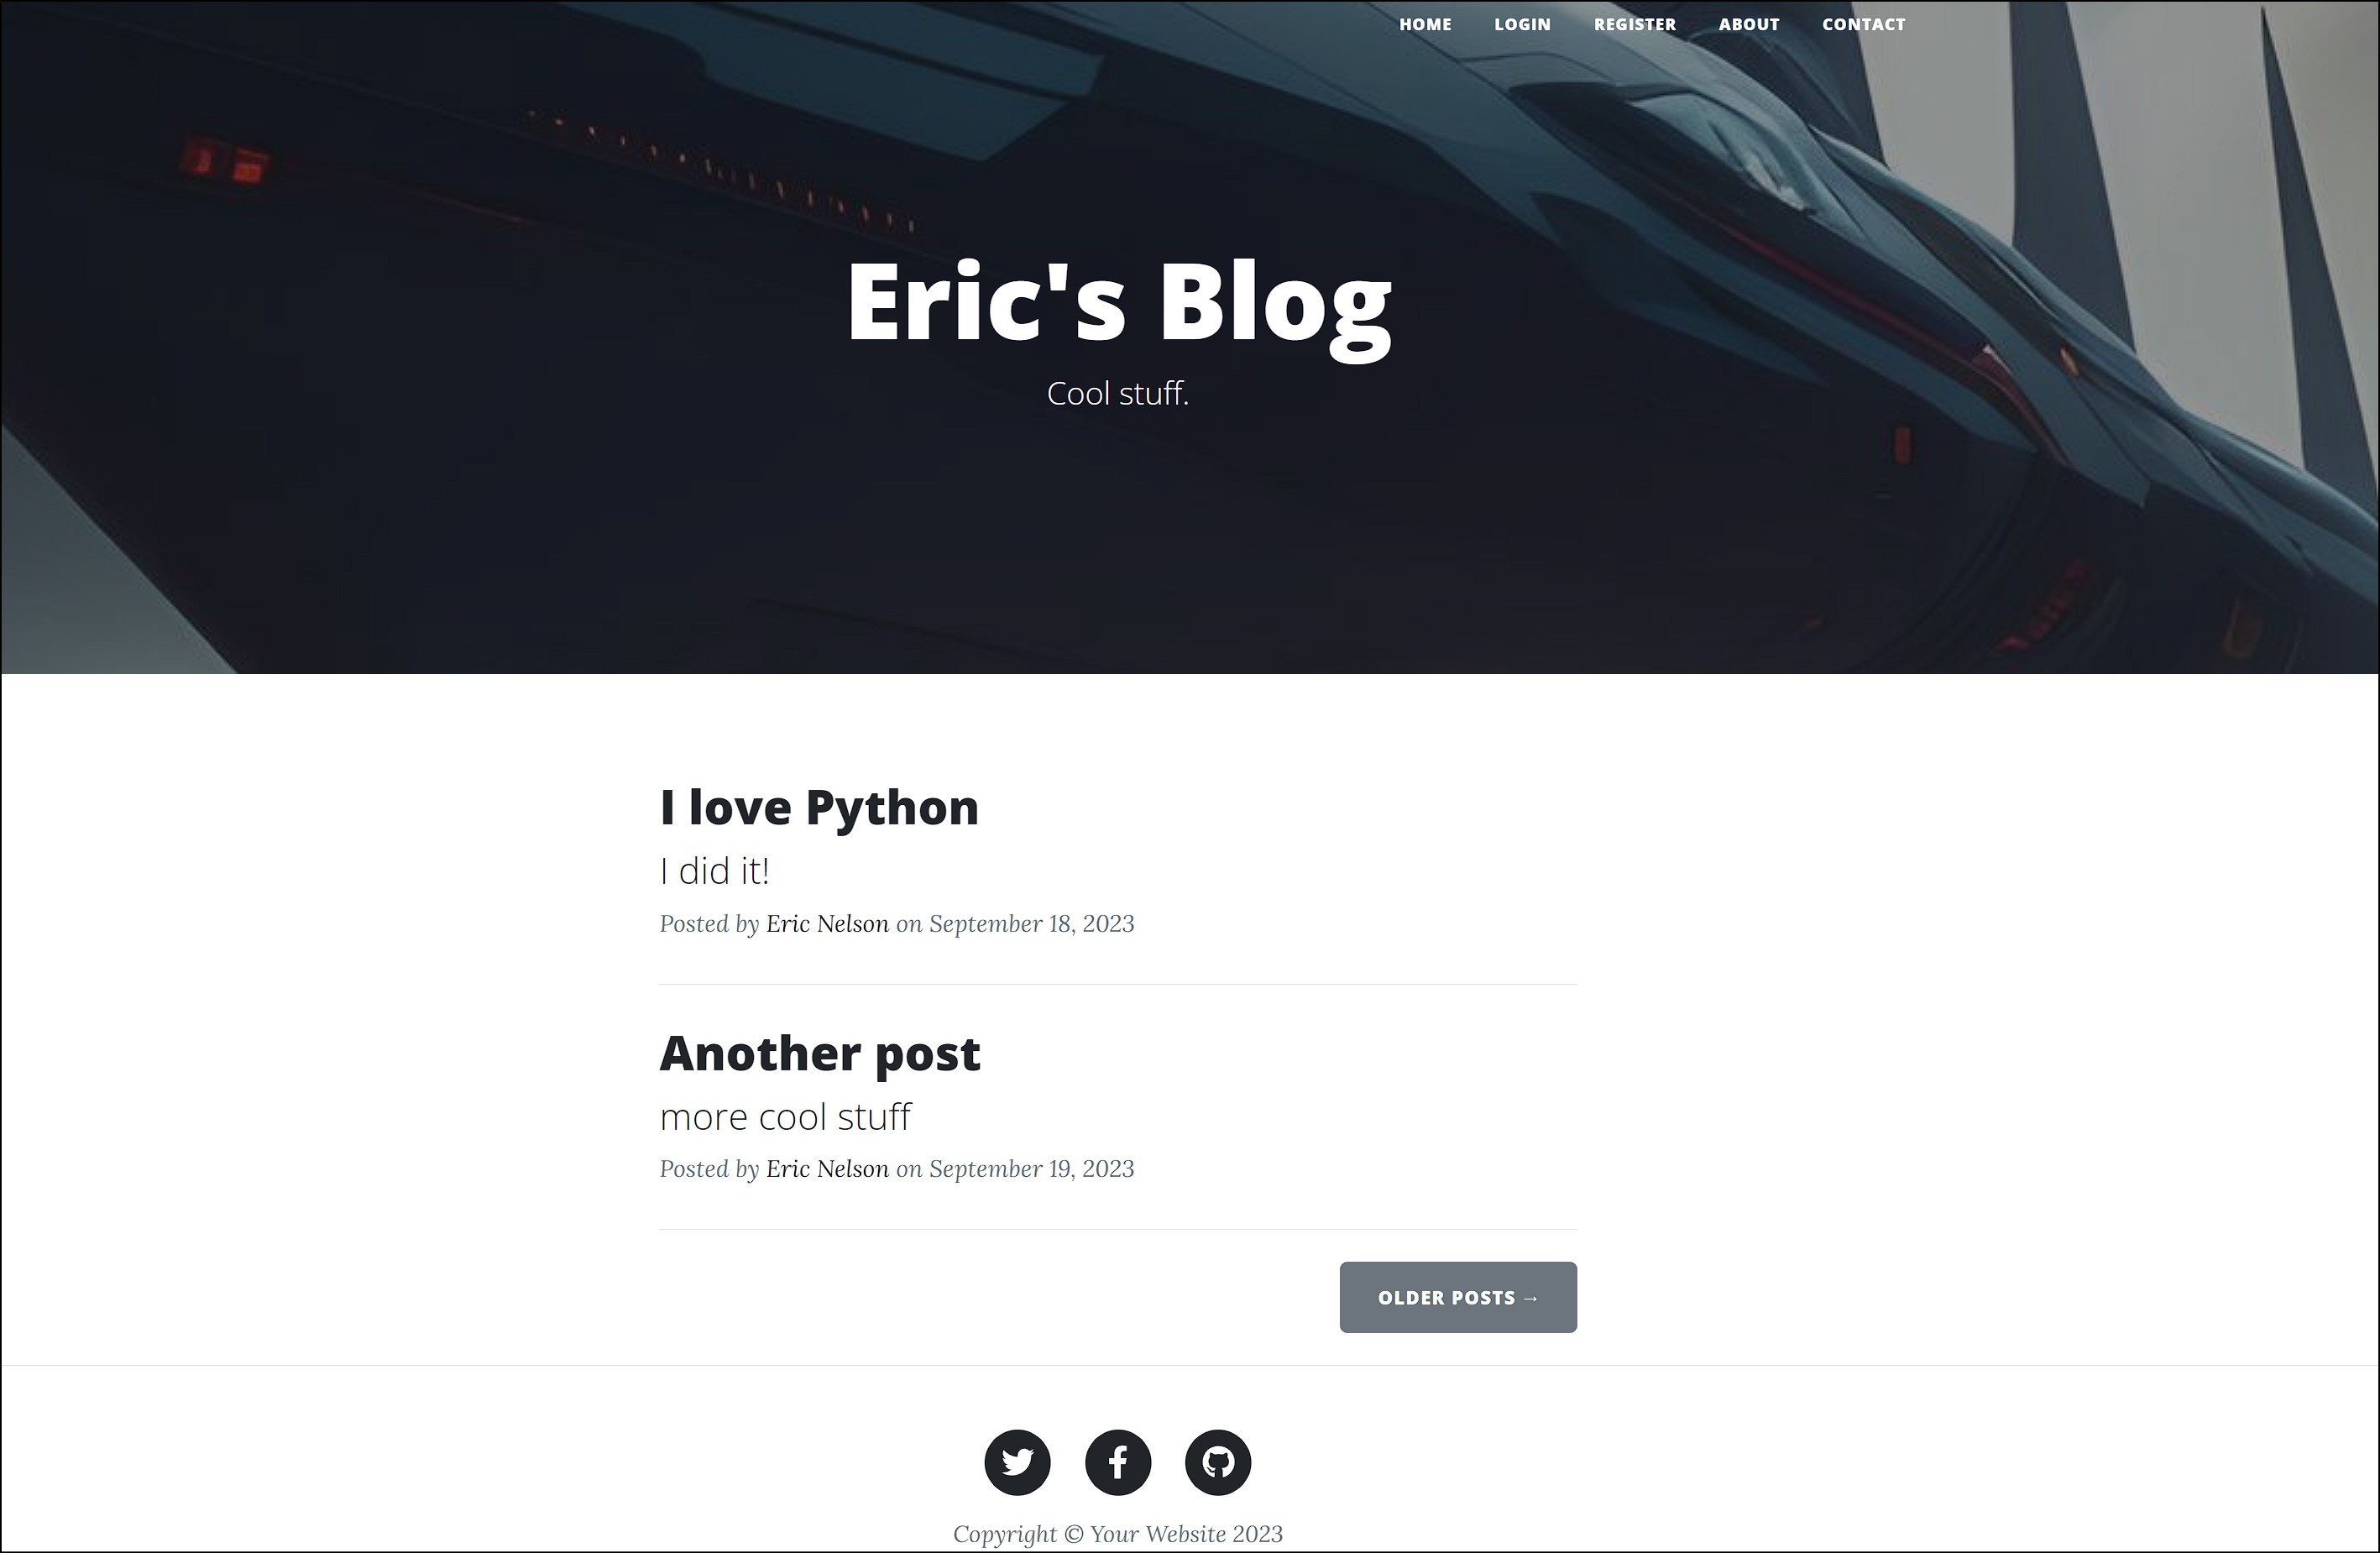 HOME LOGIN REGISTER ABOUT CONTACT
Eric's Blog
Cool stuff.
I love Python
I did it!
Posted by Eric Nelson on September 18, 2023
Another post
more cool stuff
Posted by Eric Nelson on September 19, 2023
OLDER POSTS →
Copyright © Your Website 2023